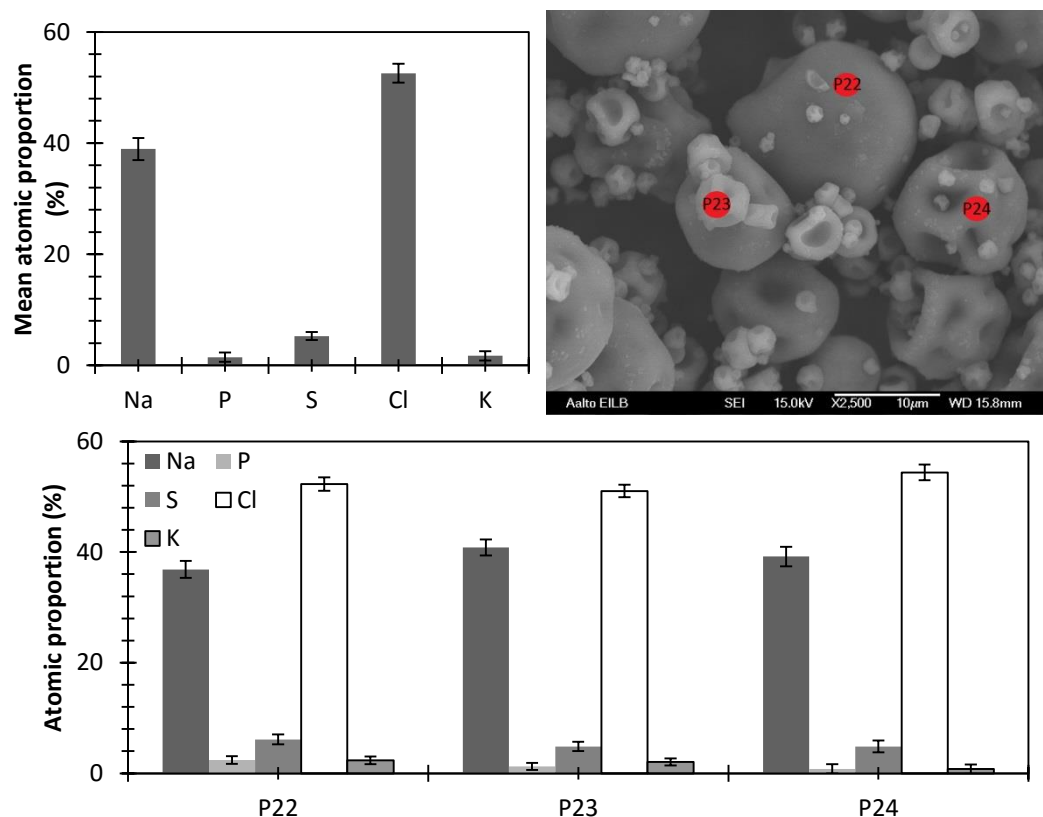 60
40
20
0
Mean atomic proportion
(%)
Na P S Cl K
P22
P23
P24
Aalto EILB SEI 15.0kV X2,500 10µm WD 15.8mm
60
40
20
0
Atomic proportion (%)
Na P
S Cl
K
P22 P23 P24